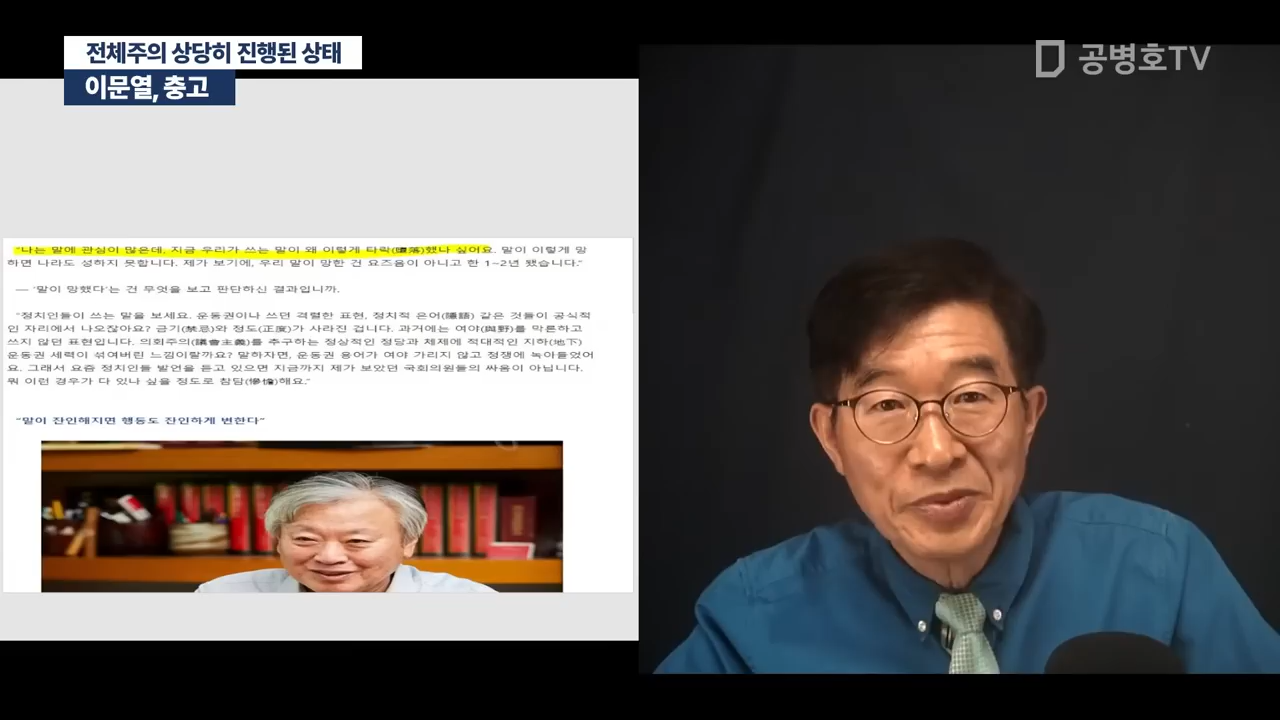 전체주의 상당히 진행된 상태
이문열, 충고
공병호TV
“나는 말에 관심이 많은데, 지금 우리가 쓰는 말이 왜 이렇게 타락(墮落)했나 싶어요. 말이 이렇게 망
하면 나라도 성하지 못합니다. 제가 보기에, 우리 말이 망한 건 요즈음이 아니고 한 1~2년 됐습니다.”
— ‘말이 망했다’는 건 무엇을 보고 판단하신 결과입니까.
“정치인들이 쓰는 말을 보세요. 운동권이나 쓰던 격렬한 표현, 정치적 은어(隱語) 같은 것들이 공식적
인 자리에서 나오잖아요? 금기(禁忌)와 정도(正度)가 사라진 겁니다. 과거에는 여야(與野)를 막론하고
쓰지 않던 표현입니다. 의회주의(議會主義)를 추구하는 정상적인 정당과 체제에 적대적인 지하(地下)
운동권 세력이 섞여버린 느낌이랄까요? 말하자면, 운동권 용어가 여야 가리지 않고 정쟁에 녹아들었어
요. 그래서 요즘 정치인들 발언을 듣고 있으면 지금까지 제가 보았던 국회의원들의 싸움이 아닙니다.
뭐 이런 경우가 다 있나 싶을 정도로 참담(慘憺)해요.”
“말이 잔인해지면 행동도 잔인하게 변한다”